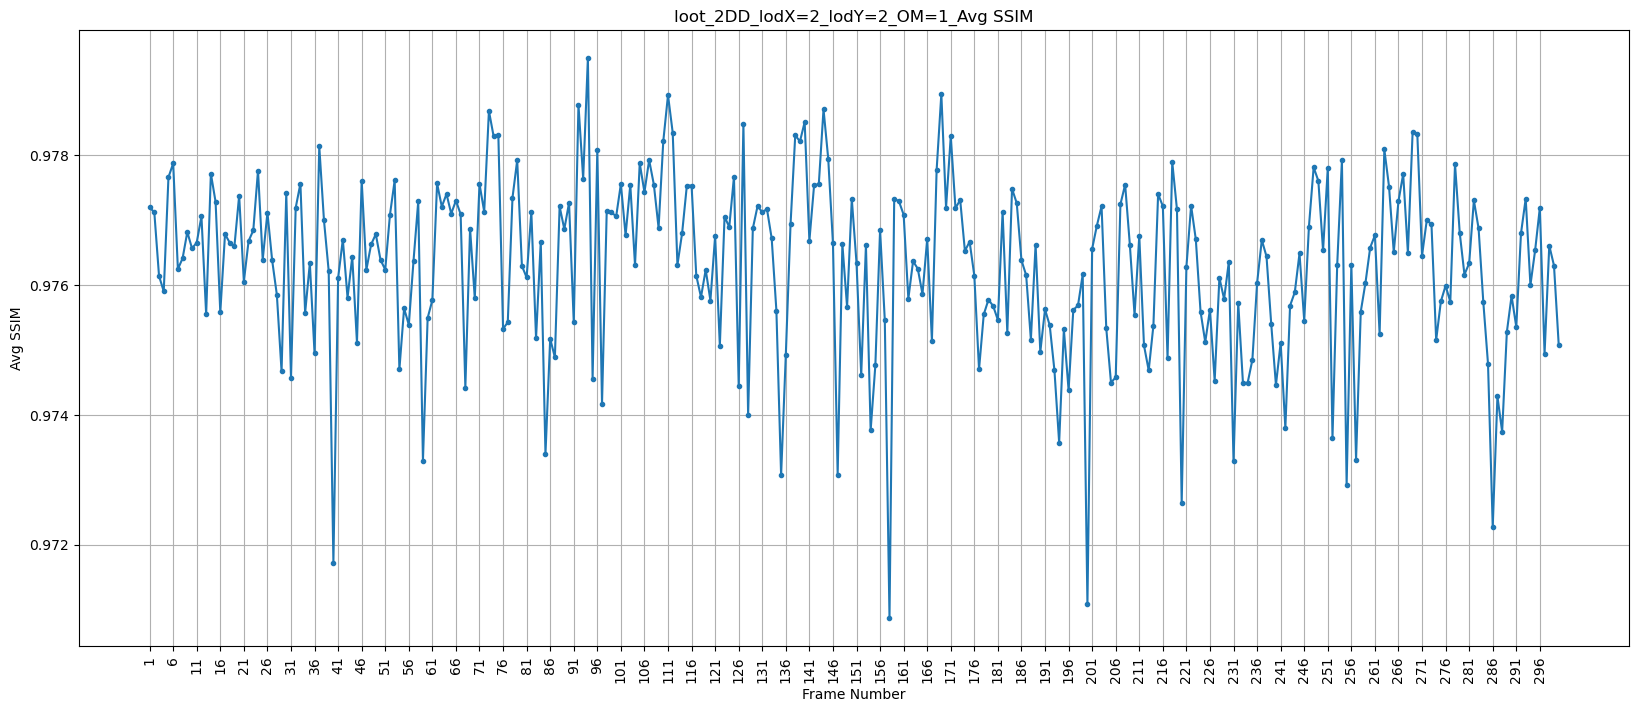 loot_2DD_lodX=2_lodY=2_OM=1_Avg SSIM
Avg SSIM
0.978
0.976
0.974
0.972
1 6 11 16 21 26 31 36 41 46 51 56 61 66 71 76 81 86 91 96 101 106 111 116 121 126 131 136 141 146 151 156 161 166 171 176 181 186 191 196 201 206 211 216 221 226 231 236 241 246 251 256 261 266 271 276 281 286 291 296
Frame Number